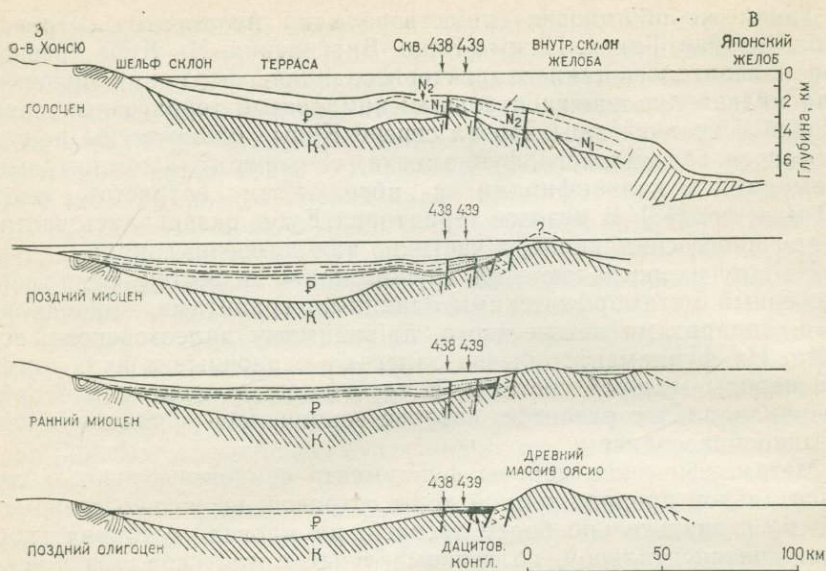 З
О-В ХОНСЮ
В
ЯПОНСКИЙ
ЖЕЛОБ
ШЕЛЬФ СКЛОН
ТЕРРАСА
СКВ. 438 439
ВНУТР. СКЛОН
ЖЕЛОБА
ГОЛОЦЕН
N₂
N₁
N₂
N₁
P
К
0
2
4
6
Глубина, км
438 439
?
ПОЗДНИЙ МИОЦЕН
P
К
438 439
РАННИЙ МИОЦЕН
P
К
438 439
ДРЕВНИЙ
МАССИВ ОЯСИО
ПОЗДНИЙ ОЛИГОЦЕН
P
К
ДАЦИТОВ.
КОНГЛ.
0 50 100 КМ